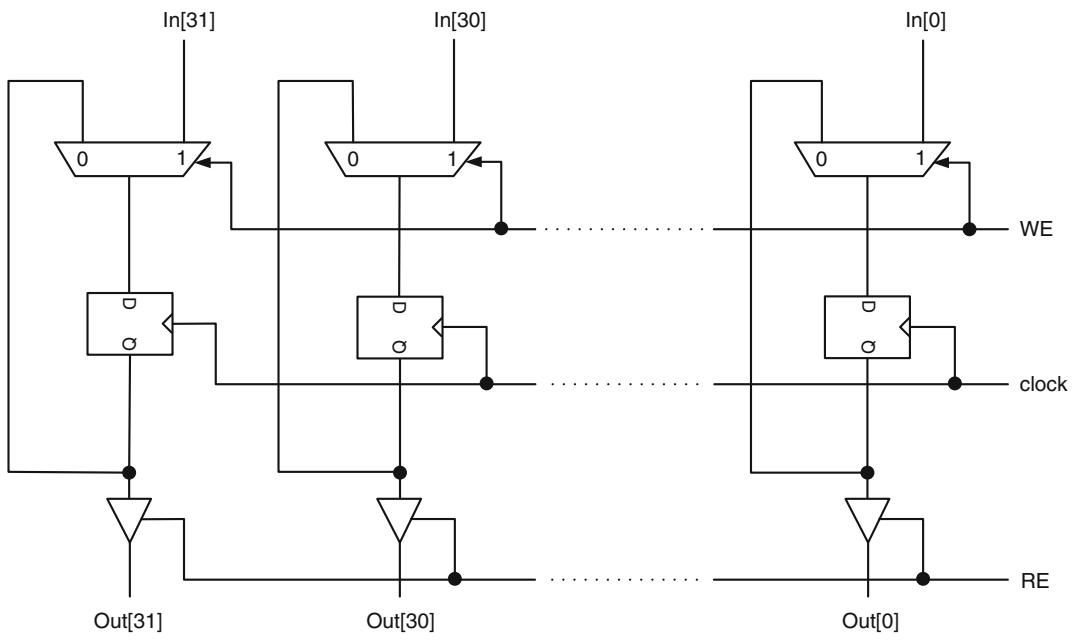 In[31] In[30] In[0]
0 1 0 1 0 1
WE
D D D
Q Q Q
clock
RE
Out[31] Out[30] Out[0]